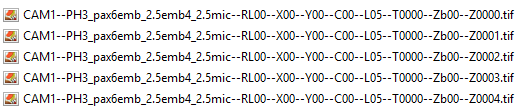 CAM1--PH3_pax6emb_2.5emb4_2.5mic--RL00--X00--Y00--C00--L05--T0000--Zb00--Z0000.tif
CAM1--PH3_pax6emb_2.5emb4_2.5mic--RL00--X00--Y00--C00--L05--T0000--Zb00--Z0001.tif
CAM1--PH3_pax6emb_2.5emb4_2.5mic--RL00--X00--Y00--C00--L05--T0000--Zb00--Z0002.tif
CAM1--PH3_pax6emb_2.5emb4_2.5mic--RL00--X00--Y00--C00--L05--T0000--Zb00--Z0003.tif
CAM1--PH3_pax6emb_2.5emb4_2.5mic--RL00--X00--Y00--C00--L05--T0000--Zb00--Z0004.tif